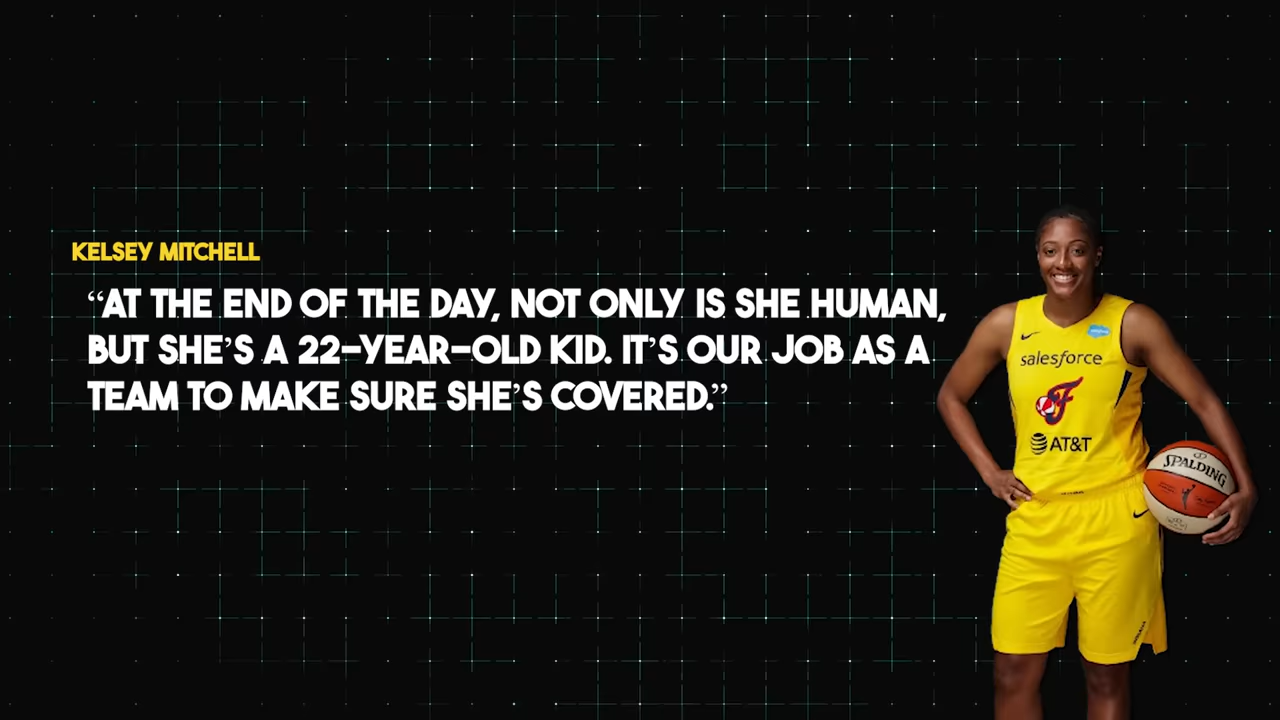 KELSEY MITCHELL
“AT THE END OF THE DAY, NOT ONLY IS SHE HUMAN,
BUT SHE’S A 22-YEAR-OLD KID. IT’S OUR JOB AS A
TEAM TO MAKE SURE SHE’S COVERED.”
salesforce
AT&T
SPALDING